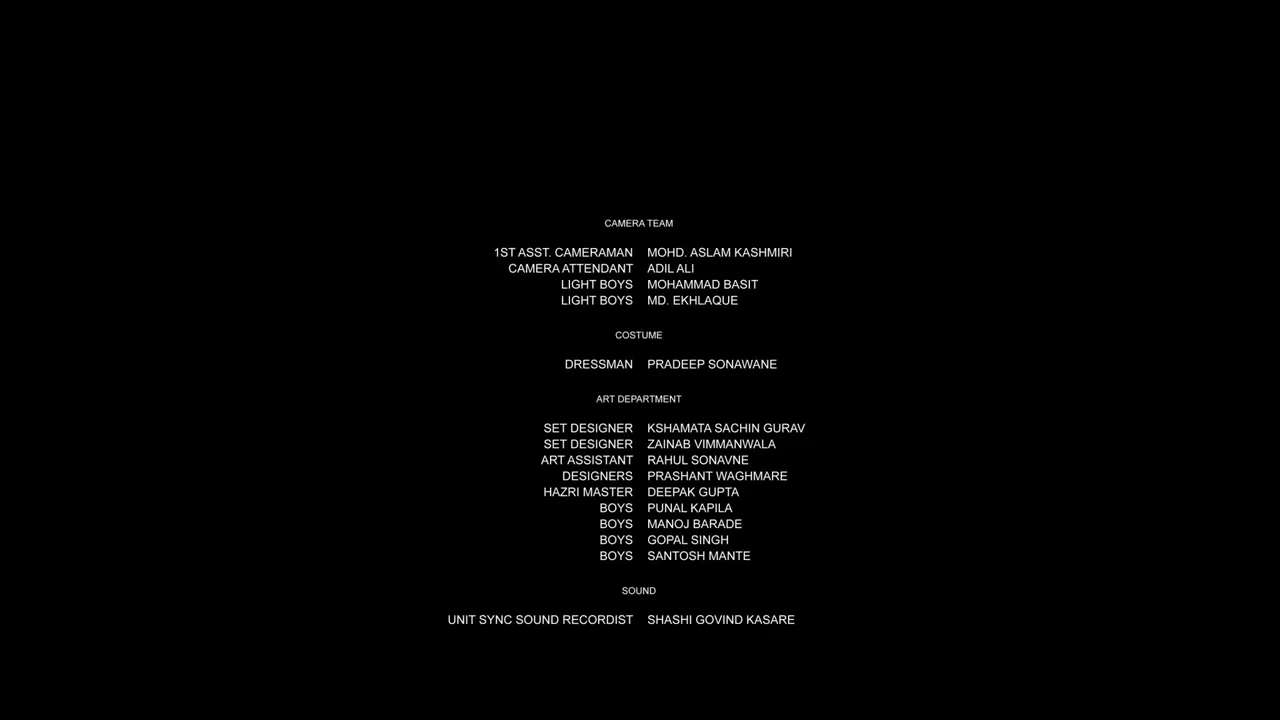 CAMERA TEAM
1ST ASST. CAMERAMAN MOHD. ASLAM KASHMIRI
CAMERA ATTENDANT ADIL ALI
LIGHT BOYS MOHAMMAD BASIT
LIGHT BOYS MD. EKHLAQUE
COSTUME
DRESSMAN PRADEEP SONAWANE
ART DEPARTMENT
SET DESIGNER KSHAMATA SACHIN GURAV
SET DESIGNER ZAINAB VIMMANWALA
ART ASSISTANT RAHUL SONAVNE
DESIGNERS PRASHANT WAGHMARE
HAZRI MASTER DEEPAK GUPTA
BOYS PUNAL KAPILA
BOYS MANOJ BARADE
BOYS GOPAL SINGH
BOYS SANTOSH MANTE
SOUND
UNIT SYNC SOUND RECORDIST SHASHI GOVIND KASARE